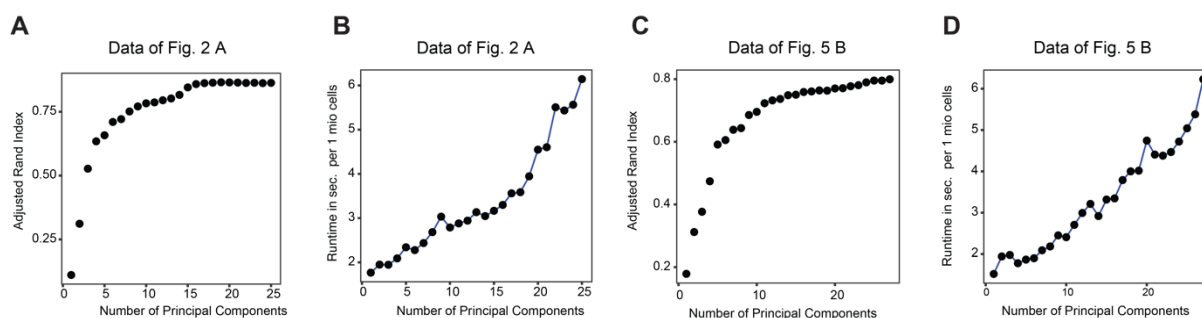 A
Data of Fig. 2 A
Adjusted Rand Index
0.75
0.50
0.25
0
5
10
15
20
25
Number of Principal Components
B
Data of Fig. 2 A
Runtime in sec. per 1 mio cells
6
5
4
3
2
0
5
10
15
20
25
Number of Principal Components
C
Data of Fig. 5 B
Adjusted Rand Index
0.8
0.6
0.4
0.2
0
10
20
Number of Principal Components
D
Data of Fig. 5 B
Runtime in sec. per 1 mio cells
6
5
4
3
2
0
10
20
Number of Principal Components